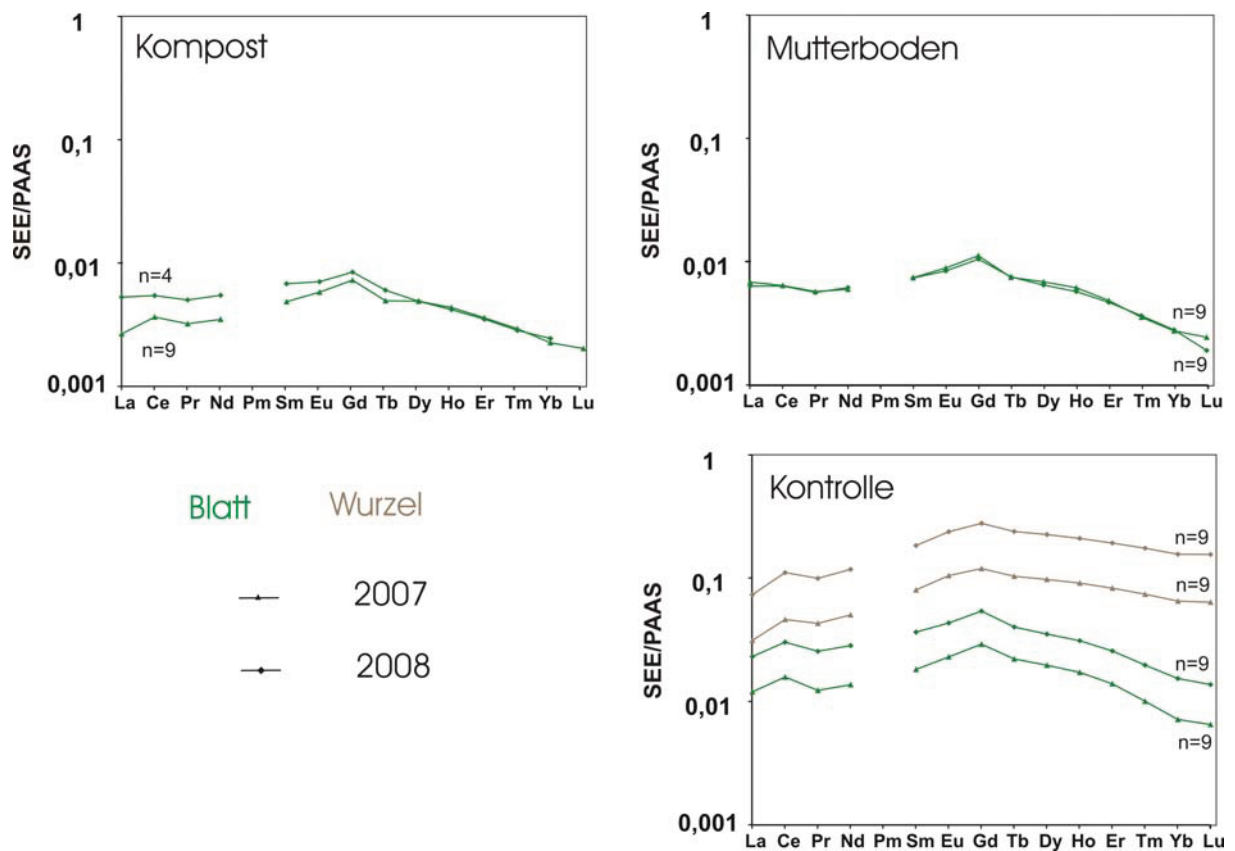 Kompost
SEE/PAAS
1
0,1
0,01
0,001
n=4
n=9
La Ce Pr Nd Pm Sm Eu Gd Tb Dy Ho Er Tm Yb Lu
Mutterboden
SEE/PAAS
1
0,1
0,01
0,001
n=9
n=9
La Ce Pr Nd Pm Sm Eu Gd Tb Dy Ho Er Tm Yb Lu
Blatt Wurzel
2007
2008
Kontrolle
SEE/PAAS
1
0,1
0,01
0,001
n=9
n=9
n=9
n=9
La Ce Pr Nd Pm Sm Eu Gd Tb Dy Ho Er Tm Yb Lu